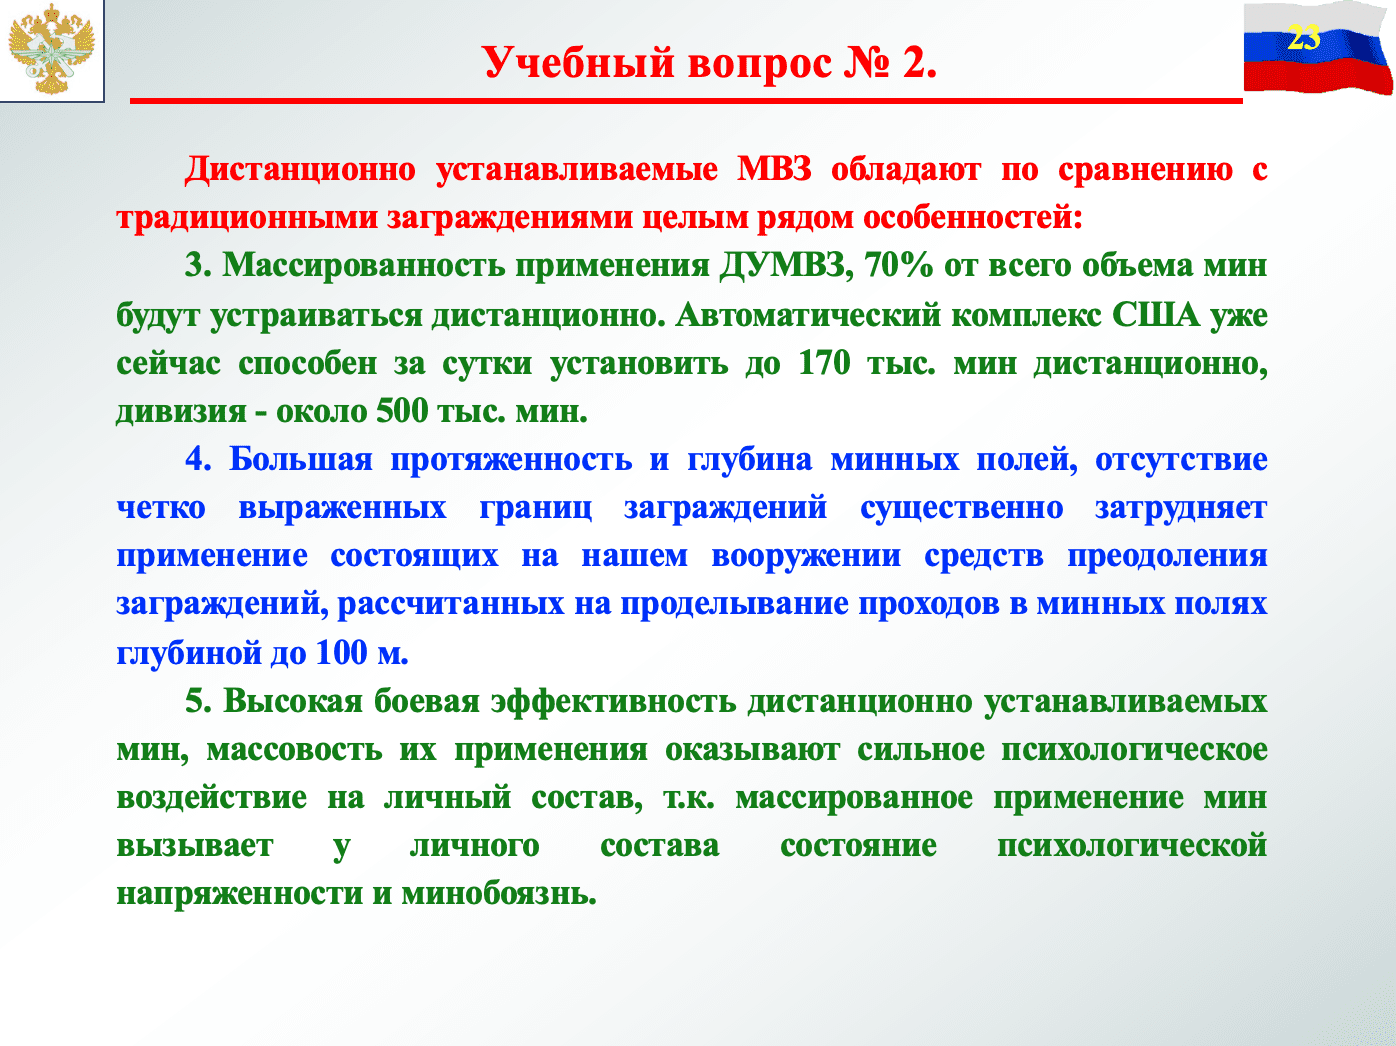 23
Учебный вопрос № 2.
Дистанционно устанавливаемые МВЗ обладают по сравнению с
традиционными заграждениями целым рядом особенностей:
3. Массированность применения ДУМВЗ, 70% от всего объема мин
будут устраиваться дистанционно. Автоматический комплекс США уже
сейчас способен за сутки установить до 170 тыс. мин дистанционно,
дивизия - около 500 тыс. мин.
4. Большая протяженность и глубина минных полей, отсутствие
четко выраженных границ заграждений существенно затрудняет
применение состоящих на нашем вооружении средств преодоления
заграждений, рассчитанных на проделывание проходов в минных полях
глубиной до 100 м.
5. Высокая боевая эффективность дистанционно устанавливаемых
мин, массовость их применения оказывают сильное психологическое
воздействие на личный состав, т.к. массированное применение мин
вызывает у личного состава состояние психологической
напряженности и минобоязнь.